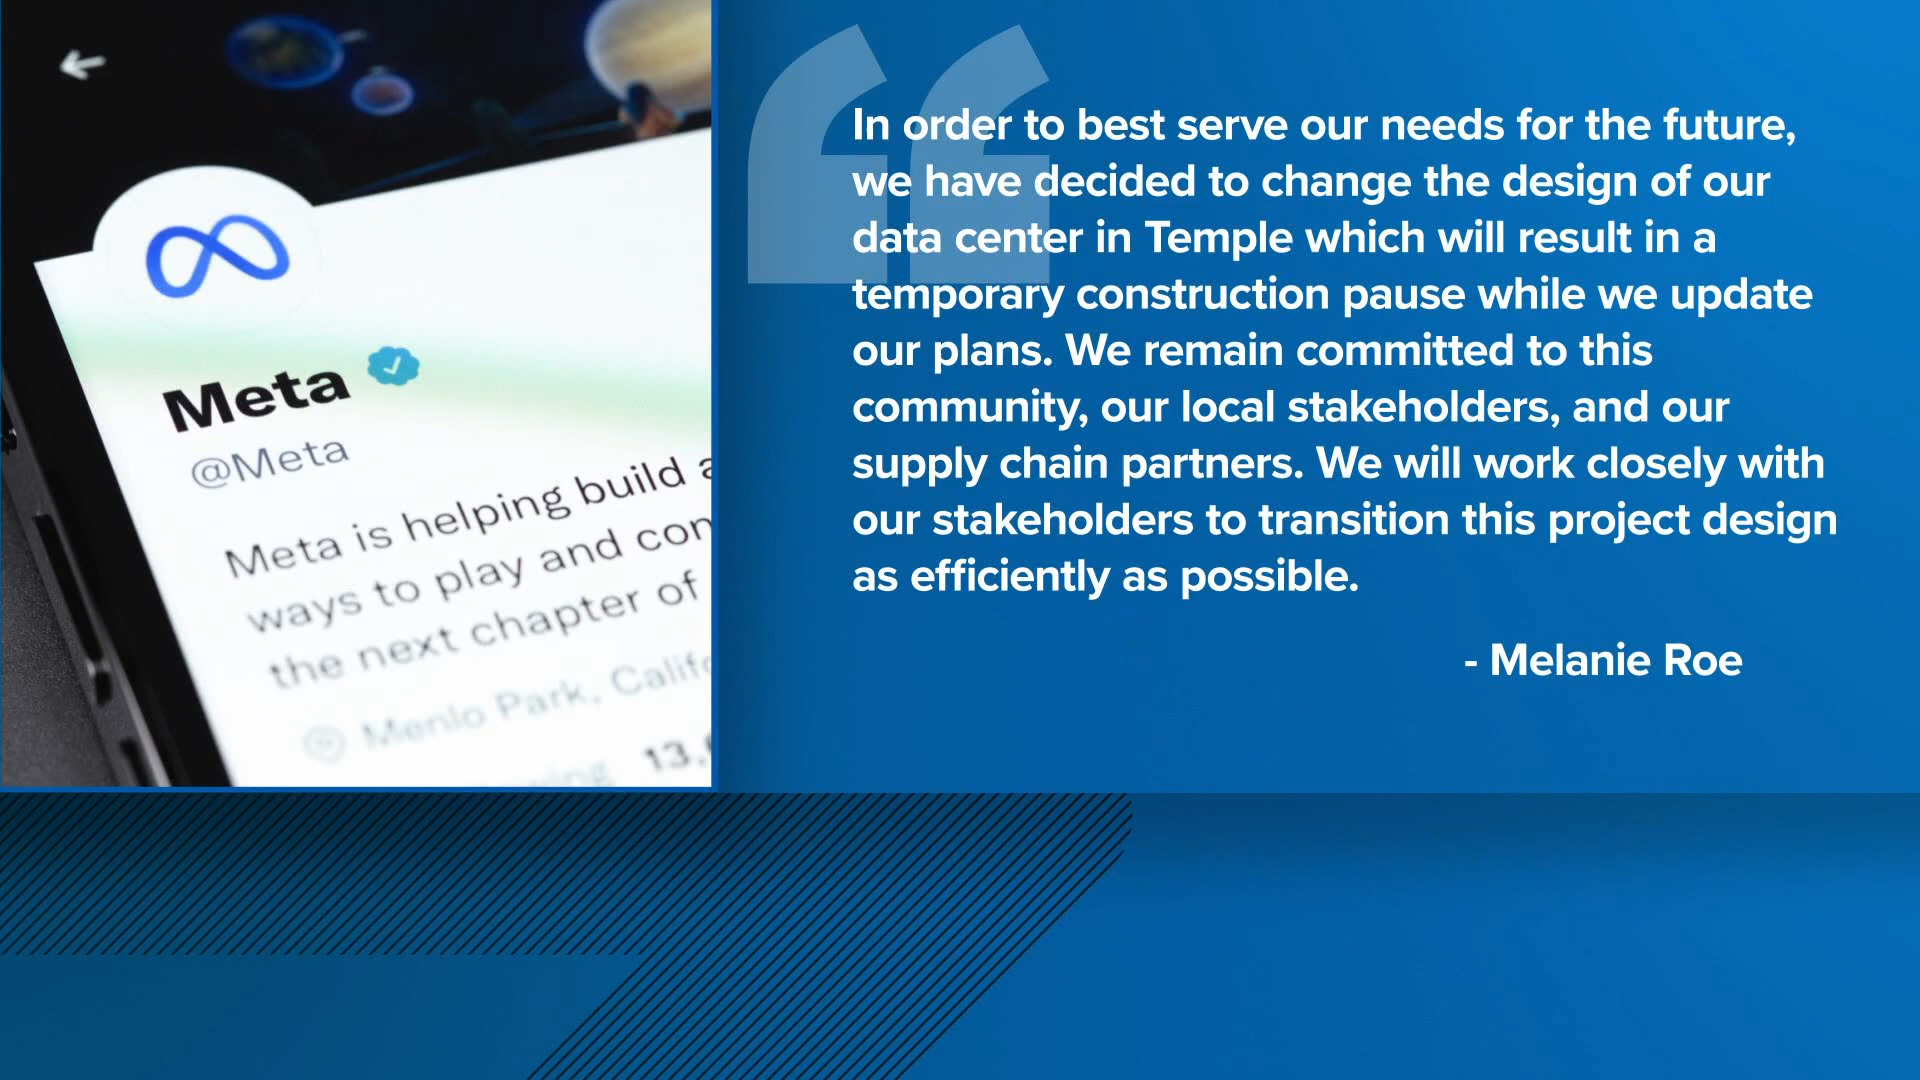 Meta
@Meta
Meta is helping build
ways to play and con
the next chapter of
Menlo Park, Califo
13,
In order to best serve our needs for the future,
we have decided to change the design of our
data center in Temple which will result in a
temporary construction pause while we update
our plans. We remain committed to this
community, our local stakeholders, and our
supply chain partners. We will work closely with
our stakeholders to transition this project design
as efficiently as possible.
- Melanie Roe